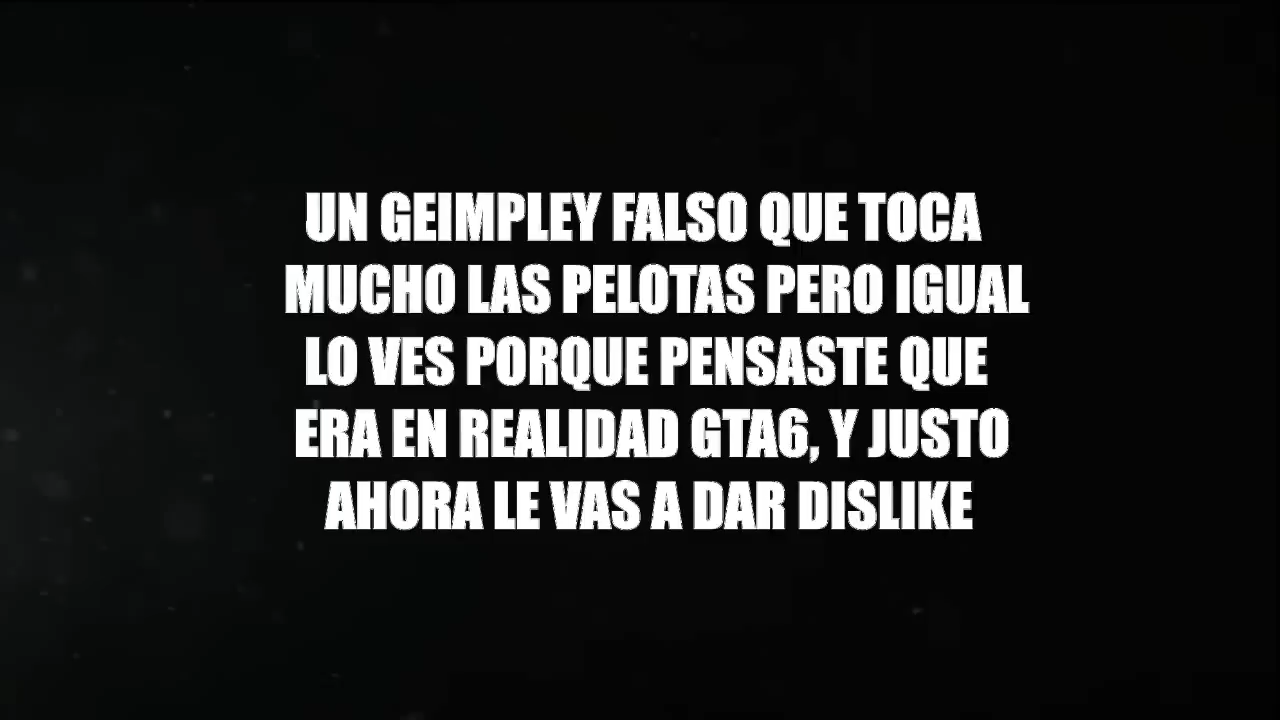 UN GEIMPLEY FALSO QUE TOCA
MUCHO LAS PELOTAS PERO IGUAL
LO VES PORQUE PENSASTE QUE
ERA EN REALIDAD GTA6, Y JUSTO
AHORA LE VAS A DAR DISLIKE